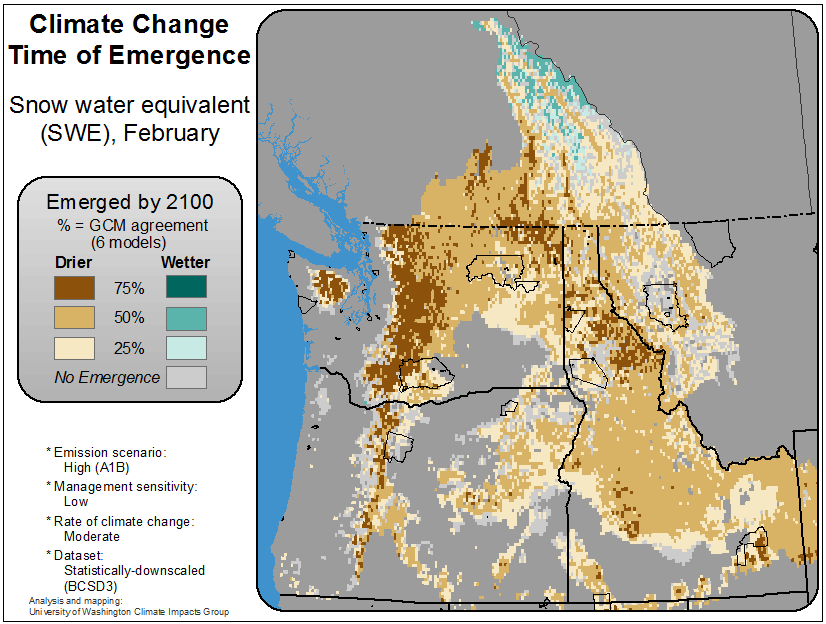 Climate Change
Time of Emergence
Snow water equivalent
(SWE), February
Emerged by 2100
% = GCM agreement
(6 models)
Drier Wetter
75%
50%
25%
No Emergence
* Emission scenario:
High (A1B)
* Management sensitivity:
Low
* Rate of climate change:
Moderate
* Dataset:
Statistically-downscaled
(BCSD3)
Analysis and mapping:
University of Washington Climate Impacts Group